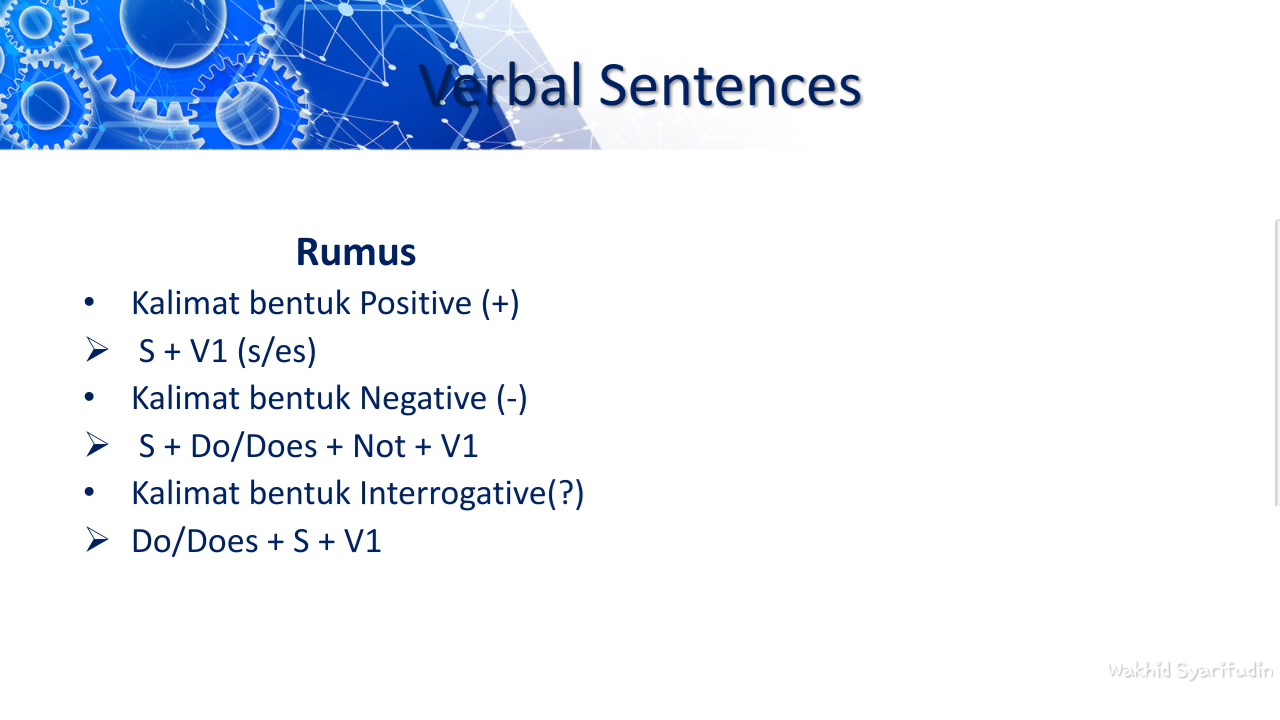 Verbal Sentences
Rumus
• Kalimat bentuk Positive (+)
➢ S + V1 (s/es)
• Kalimat bentuk Negative (-)
➢ S + Do/Does + Not + V1
• Kalimat bentuk Interrogative(?)
➢ Do/Does + S + V1
Wakhid Syarifudin